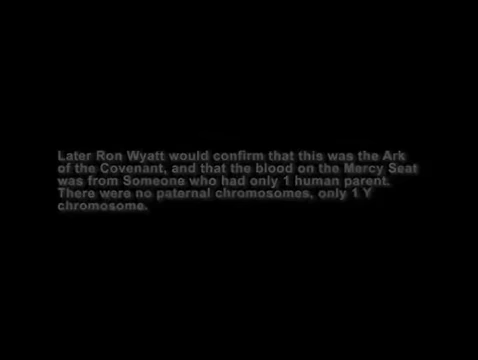 Later Ron Wyatt would confirm that this was the Ark
of the Covenant, and that the blood on the Mercy Seat
was from Someone who had only 1 human parent.
There were no paternal chromosomes, only 1 Y
chromosome.